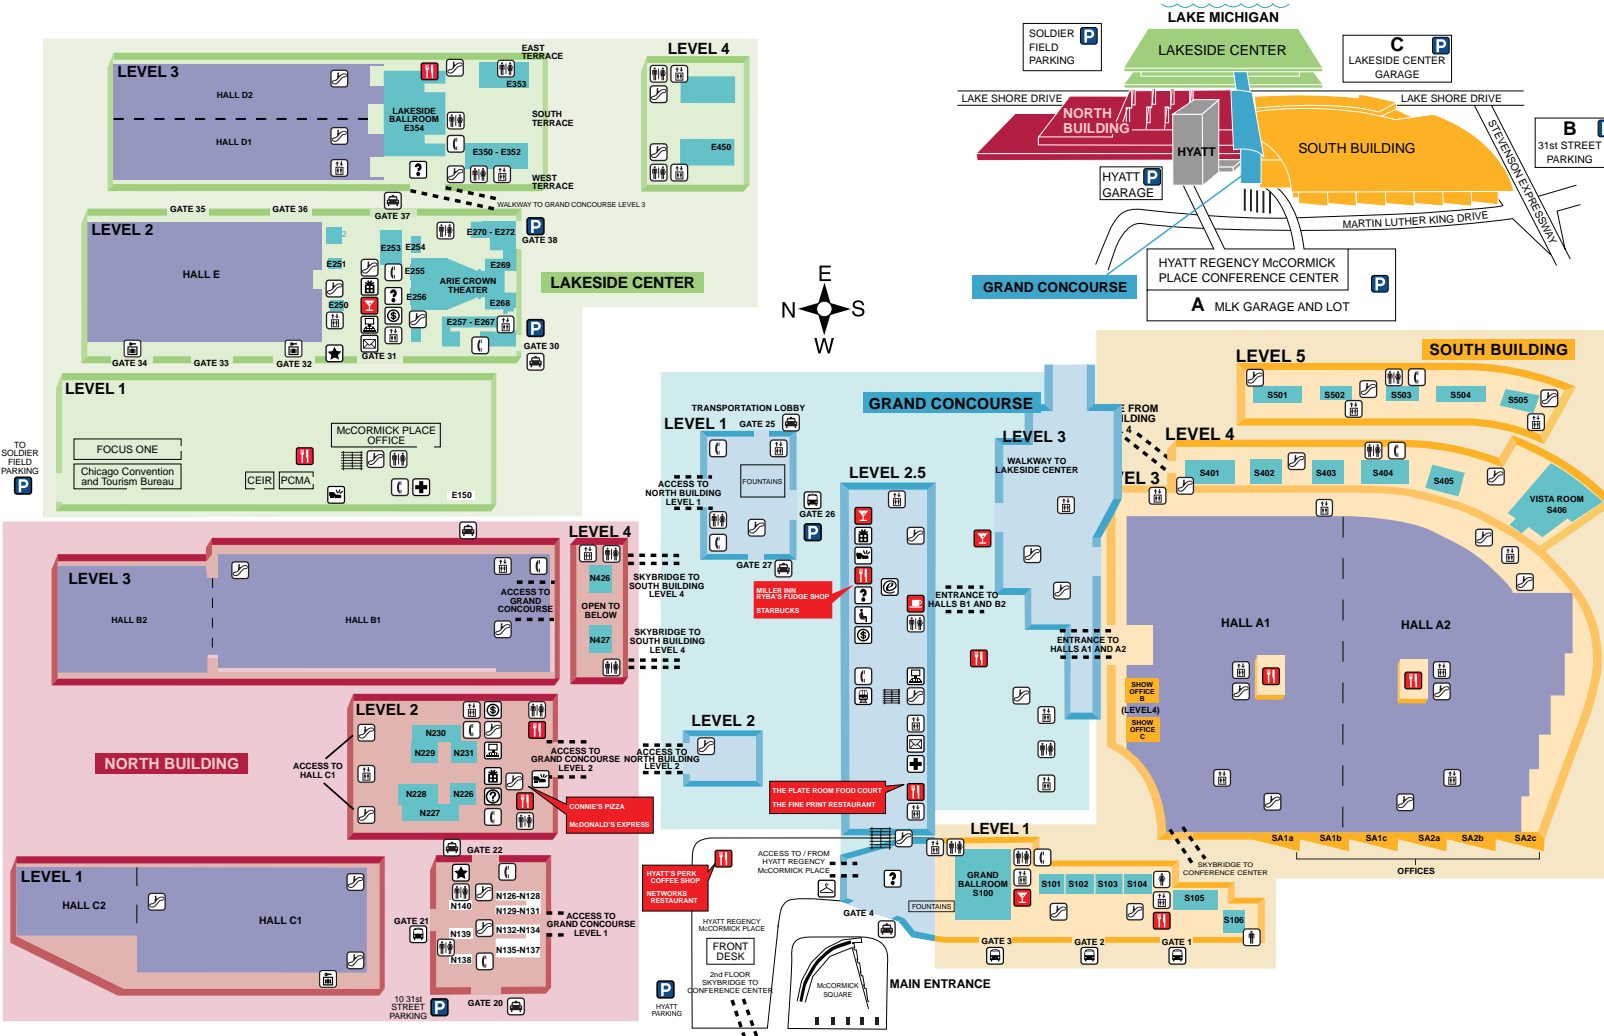 LAKE MICHIGAN
SOLDIER
FIELD
PARKING
P
LAKESIDE CENTER
C
P
LAKESIDE CENTER
GARAGE
LAKE SHORE DRIVE
LAKE SHORE DRIVE
NORTH
BUILDING
HYATT
SOUTH BUILDING
STEVENSON EXPRESSWAY
B
31st STREET
PARKING
HYATT
GARAGE
P
MARTIN LUTHER KING DRIVE
GRAND CONCOURSE
HYATT REGENCY McCORMICK
PLACE CONFERENCE CENTER
P
A MLK GARAGE AND LOT
N
E
S
W
LEVEL 3
HALL D2
HALL D1
LAKESIDE
BALLROOM
E354
E353
E350 - E352
EAST
TERRACE
SOUTH
TERRACE
WEST
TERRACE
WALKWAY TO GRAND CONCOURSE LEVEL 3
LEVEL 4
E450
GATE 35
GATE 36
GATE 37
LEVEL 2
HALL E
2
E251
E250
E253
E254
E255
E256
ARIE CROWN
THEATER
E270 - E272
E269
E268
E257 - E267
P
GATE 38
P
GATE 30
GATE 34
GATE 33
GATE 32
GATE 31
LAKESIDE CENTER
LEVEL 1
FOCUS ONE
Chicago Convention
and Tourism Bureau
CEIR
PCMA
McCORMICK PLACE
OFFICE
E150
TO
SOLDIER
FIELD
PARKING
P
LEVEL 3
HALL B2
HALL B1
ACCESS TO
GRAND
CONCOURSE
LEVEL 4
N426
OPEN TO
BELOW
N427
SKYBRIDGE TO
SOUTH BUILDING
LEVEL 4
SKYBRIDGE TO
SOUTH BUILDING
LEVEL 4
NORTH BUILDING
LEVEL 2
ACCESS TO
HALL C1
N230
N229
N231
N228
N226
N227
ACCESS TO
GRAND CONCOURSE
LEVEL 2
CONNIE'S PIZZA
McDONALD'S EXPRESS
LEVEL 1
HALL C2
HALL C1
GATE 22
GATE 21
GATE 20
N140
N139
N138
N126-N128
N129-N131
N132-N134
N135-N137
ACCESS TO
GRAND CONCOURSE
LEVEL 1
10 31st
STREET
PARKING
P
GRAND CONCOURSE
TRANSPORTATION LOBBY
LEVEL 1
GATE 25
FOUNTAINS
ACCESS TO
NORTH BUILDING
LEVEL 1
GATE 26
P
GATE 27
LEVEL 2
ACCESS TO
NORTH BUILDING
LEVEL 2
LEVEL 2.5
MILLER INN
RYBA'S FUDGE SHOP
STARBUCKS
THE PLATE ROOM FOOD COURT
THE FINE PRINT RESTAURANT
LEVEL 3
WALKWAY TO
LAKESIDE CENTER
ENTRANCE TO
HALLS B1 AND B2
ENTRANCE TO
HALLS A1 AND A2
SOUTH BUILDING
LEVEL 5
S501
S502
S503
S504
S505
E FROM
ILDING
4
LEVEL 4
S401
S402
S403
S404
S405
VISTA ROOM
S406
VEL 3
HALL A1
HALL A2
SHOW
OFFICE
B
(LEVEL4)
SHOW
OFFICE
C
SA1a
SA1b
SA1c
SA2a
SA2b
SA2c
OFFICES
SKYBRIDGE TO
CONFERENCE CENTER
LEVEL 1
GRAND
BALLROOM
S100
S101
S102
S103
S104
S105
S106
FOUNTAINS
GATE 4
GATE 3
GATE 2
GATE 1
ACCESS TO / FROM
HYATT REGENCY
McCORMICK PLACE
HYATT'S PERK
COFFEE SHOP
NETWORKS
RESTAURANT
HYATT REGENCY
McCORMICK PLACE
FRONT
DESK
2nd FLOOR
SKYBRIDGE TO
CONFERENCE CENTER
P
HYATT
PARKING
McCORMICK
SQUARE
MAIN ENTRANCE